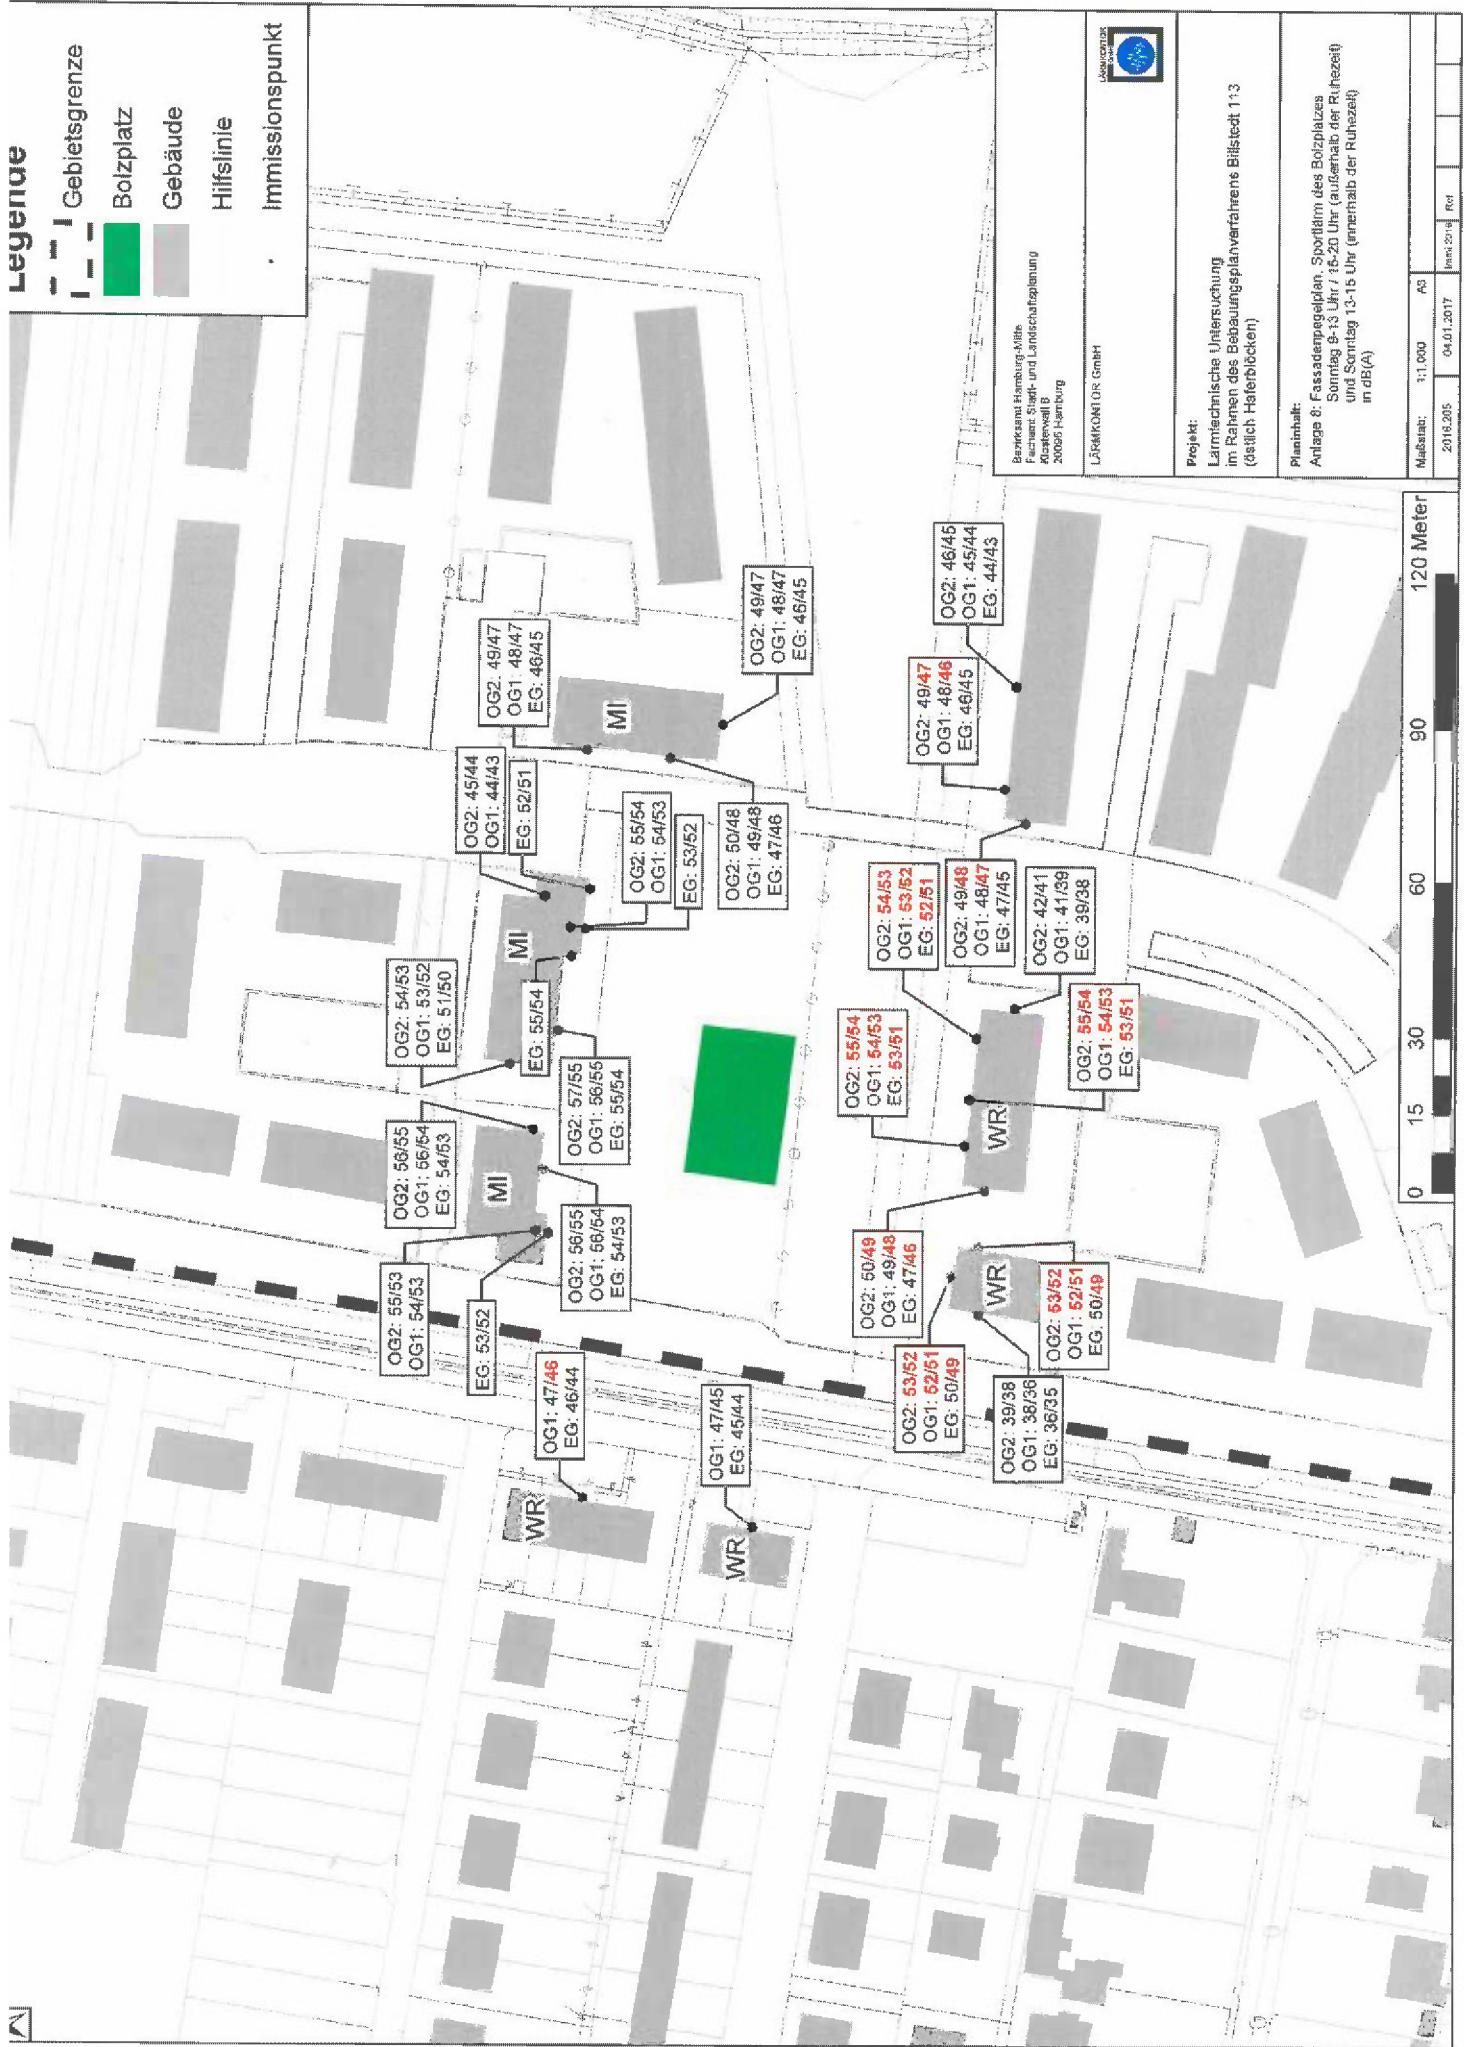 Legende
Gebietsgrenze
Bolzplatz
Gebäude
Hilfslinie
Immissionspunkt
OG2: 45/44
OG1: 44/43
EG: 52/51
OG2: 49/47
OG1: 48/47
EG: 46/45
MI
OG2: 49/47
OG1: 48/47
EG: 46/45
OG2: 54/53
OG1: 53/52
EG: 51/50
MI
EG: 55/54
OG2: 55/54
OG1: 54/53
EG: 53/52
OG2: 50/48
OG1: 49/48
EG: 47/46
OG2: 56/55
OG1: 56/54
EG: 54/53
MI
OG2: 57/55
OG1: 56/55
EG: 55/54
OG2: 55/53
OG1: 54/53
EG: 53/52
OG2: 56/55
OG1: 56/54
EG: 54/53
OG1: 47/46
EG: 46/44
WR
OG1: 47/45
EG: 45/44
WR
OG2: 46/45
OG1: 45/44
EG: 44/43
OG2: 49/47
OG1: 48/46
EG: 46/45
OG2: 54/53
OG1: 53/52
EG: 52/51
OG2: 49/48
OG1: 48/47
EG: 47/45
OG2: 42/41
OG1: 41/39
EG: 39/38
OG2: 55/54
OG1: 54/53
EG: 53/51
WR
OG2: 55/54
OG1: 54/53
EG: 53/51
OG2: 50/49
OG1: 49/48
EG: 47/46
WR
OG2: 53/52
OG1: 52/51
EG: 50/49
OG2: 53/52
OG1: 52/51
EG: 50/49
OG2: 39/38
OG1: 38/36
EG: 36/35
0 15 30 60 90 120 Meter
Bezirksamt Hamburg-Mitte
Fachamt Stadt- und Landschaftsplanung
Klosterwall 8
20095 Hamburg
LÄRMKONTOR GmbH
LÄRMKONTOR
Projekt:
Lärmtechnische Untersuchung
im Rahmen des Bebauungsplanverfahrens Billstedt 113
(östlich Haferblöcken)
Planinhalt:
Anlage 8: Fassadenpegelplan, Sportlärm des Bolzplatzes
Sonntag 9-13 Uhr / 15-20 Uhr (außerhalb der Ruhezeit)
und Sonntag 13-15 Uhr (innerhalb der Ruhezeit)
in dB(A)
Maßstab: 1:1.000 A3
2016.205 04.01.2017 Immi 2016 Ref